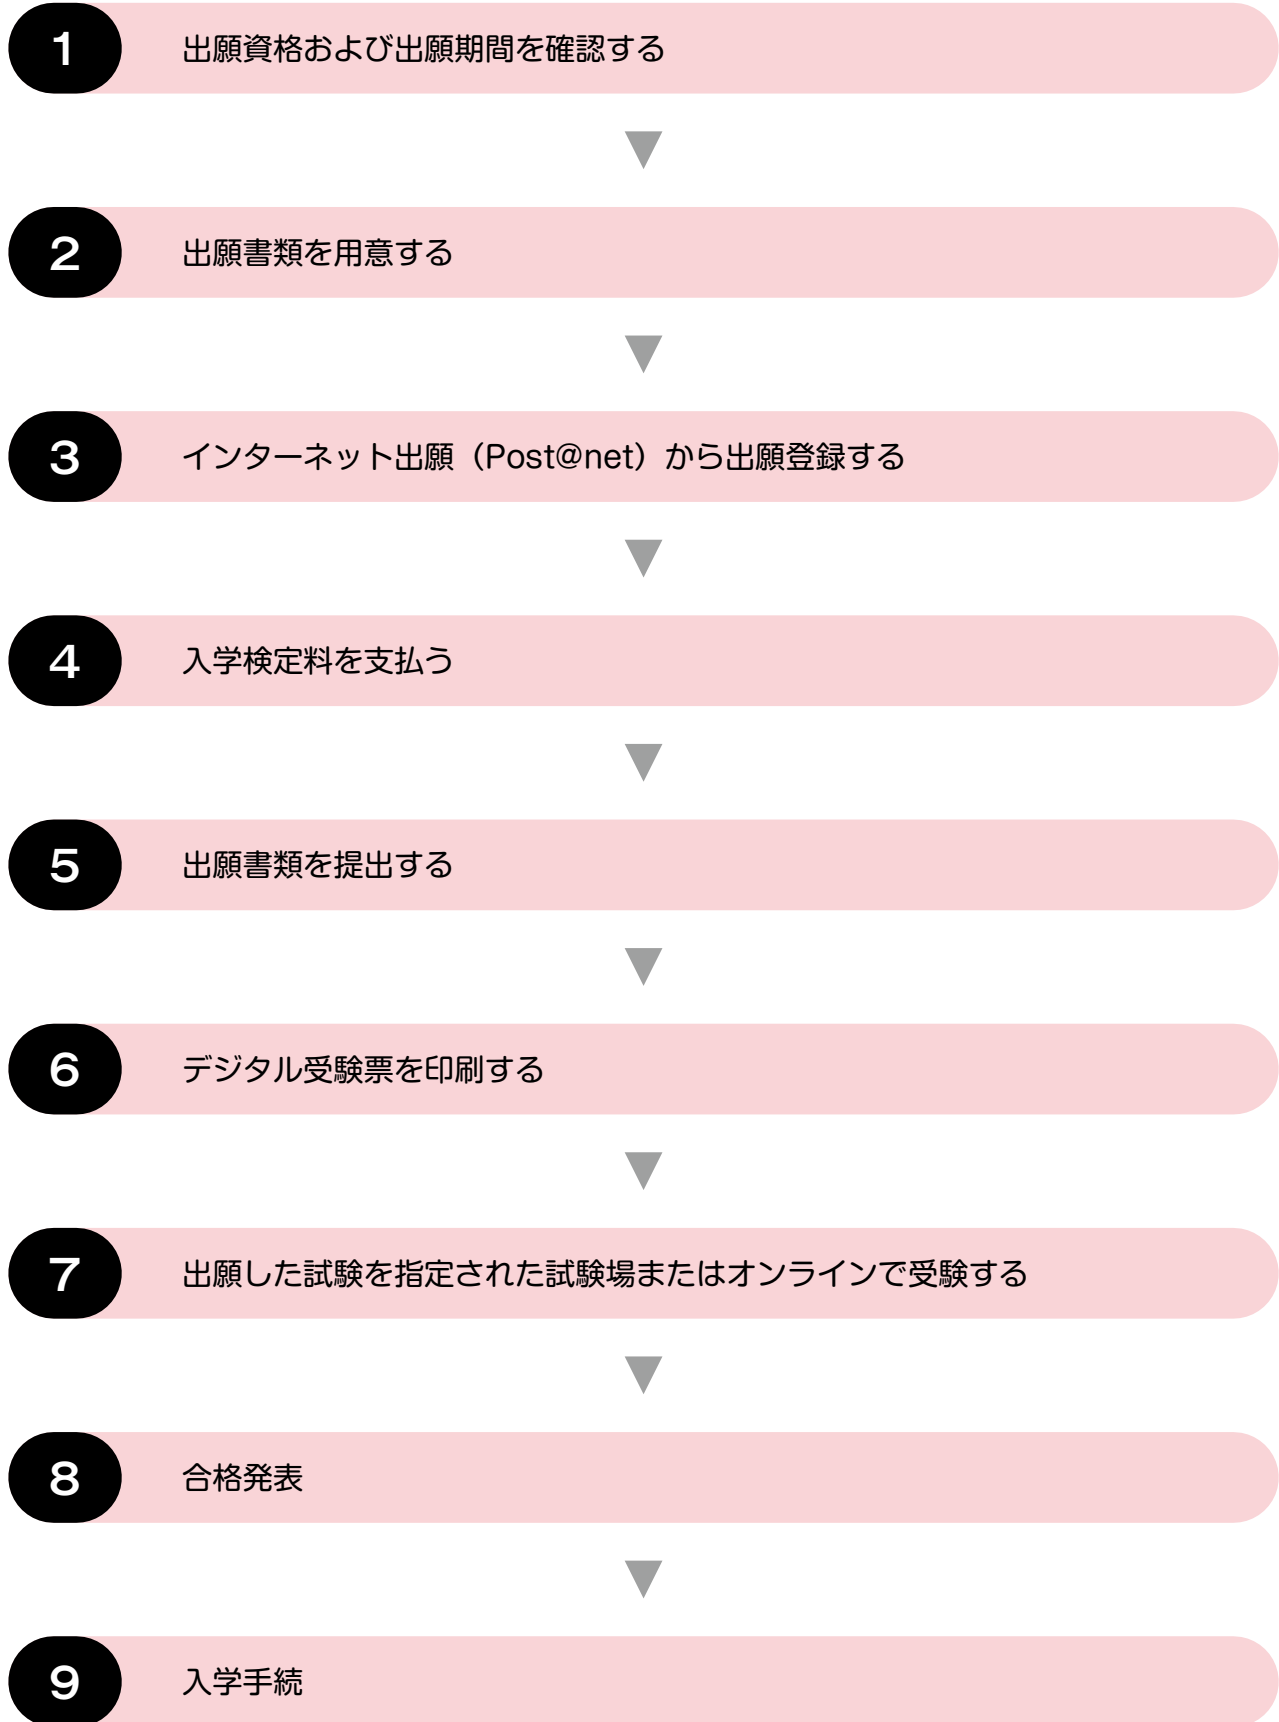 1 出願資格および出願期間を確認する
2 出願書類を用意する
3 インターネット出願（Post@net）から出願登録する
4 入学検定料を支払う
5 出願書類を提出する
6 デジタル受験票を印刷する
7 出願した試験を指定された試験場またはオンラインで受験する
8 合格発表
9 入学手続